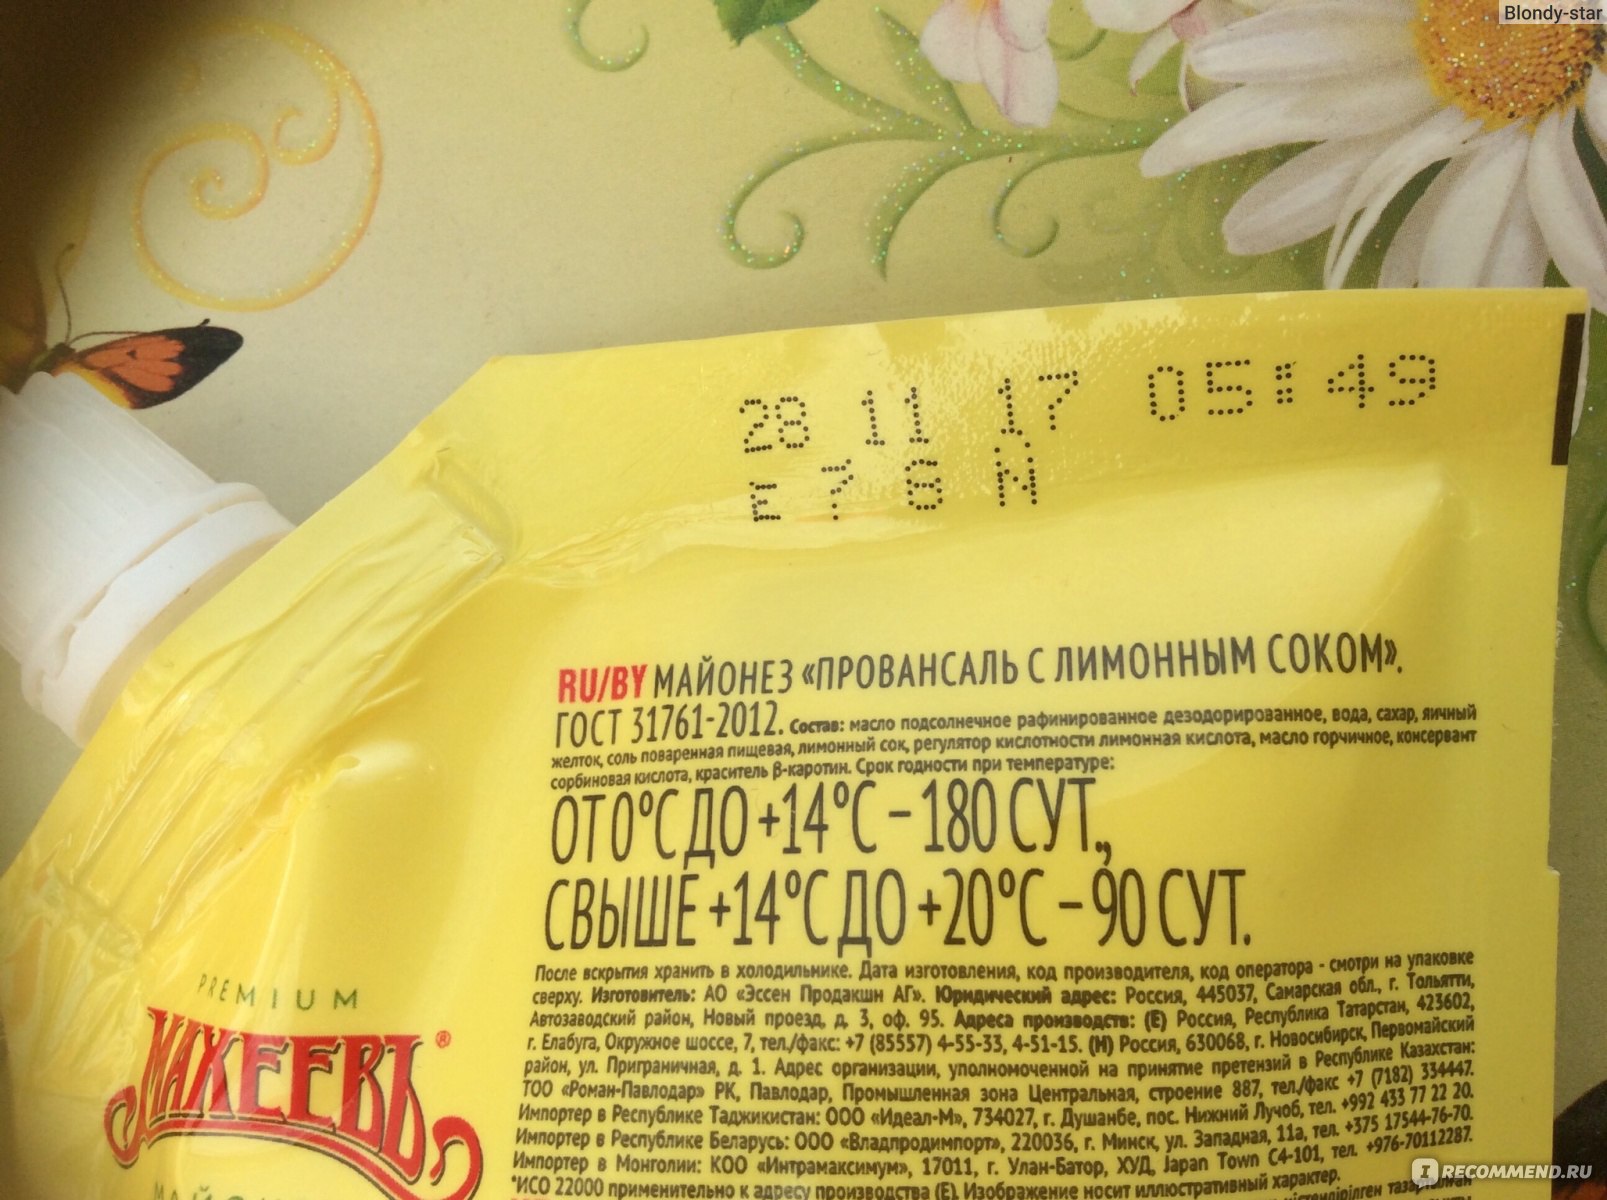 Blondy-star
28 11 17 05:49
E 7 8 N
RU/BY МАЙОНЕЗ «ПРОВАНСАЛЬ С ЛИМОННЫМ СОКОМ».
ГОСТ 31761-2012. Состав: масло подсолнечное рафинированное дезодорированное, вода, сахар, яичный
желток, соль поваренная пищевая, лимонный сок, регулятор кислотности лимонная кислота, масло горчичное, консервант
сорбиновая кислота, краситель β-каротин. Срок годности при температуре:
ОТ 0°С ДО +14°С – 180 СУТ.,
СВЫШЕ +14°С ДО +20°С – 90 СУТ.
После вскрытия хранить в холодильнике. Дата изготовления, код производителя, код оператора - смотри на упаковке
сверху. Изготовитель: АО «Эссен Продакшн АГ». Юридический адрес: Россия, 445037, Самарская обл., г. Тольятти,
Автозаводский район, Новый проезд, д. 3, оф. 95. Адреса производств: (Е) Россия, Республика Татарстан, 423602,
г. Елабуга, Окружное шоссе, 7, тел./факс: +7 (85557) 4-55-33, 4-51-15. (Н) Россия, 630068, г. Новосибирск, Первомайский
район, ул. Приграничная, д. 1. Адрес организации, уполномоченной на принятие претензий в Республике Казахстан:
ТОО «Роман-Павлодар» РК, Павлодар, Промышленная зона Центральная, строение 887, тел./факс +7 (7182) 334447.
Импортер в Республике Таджикистан: ООО «Идеал-М», 734027, г. Душанбе, пос. Нижний Лучоб, тел. +992 433 77 22 20.
Импортер в Республике Беларусь: ООО «Владпродимпорт», 220036, г. Минск, ул. Западная, 11а, тел. +375 17544-76-70.
Импортер в Монголии: КОО «Интрамаксимум», 17011, г. Улан-Батор, ХУД, Japan Town C4-101, тел. +976-70112287.
*ИСО 22000 применительно к адресу производства (Е). Изображение носит иллюстративный характер.
PREMIUM
МАХЕЕВЪ®
IRECOMMEND.RU